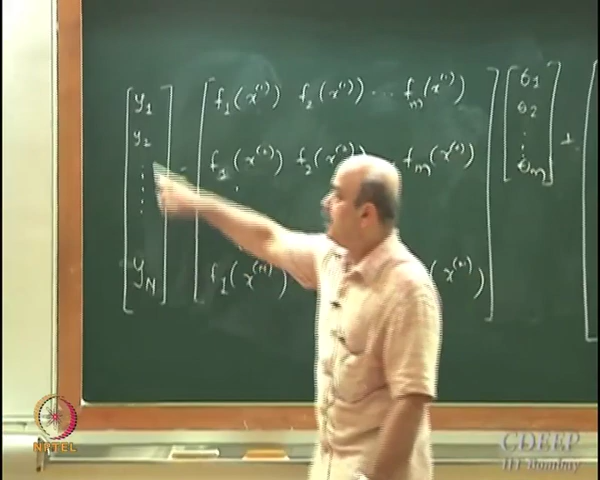 y₁ f₁(x⁽¹⁾) f₂(x⁽¹⁾) ... fₘ(x⁽¹⁾) θ₁
y₂ θ₂
⋮ = f₁(x⁽²⁾) f₂(x⁽²⁾) .. fₘ(x⁽²⁾) ⋮ θₘ +
y_N f₁(x⁽ᴺ⁾) (x⁽ᴺ⁾)
NPTEL
CDEEP
IIT Bombay